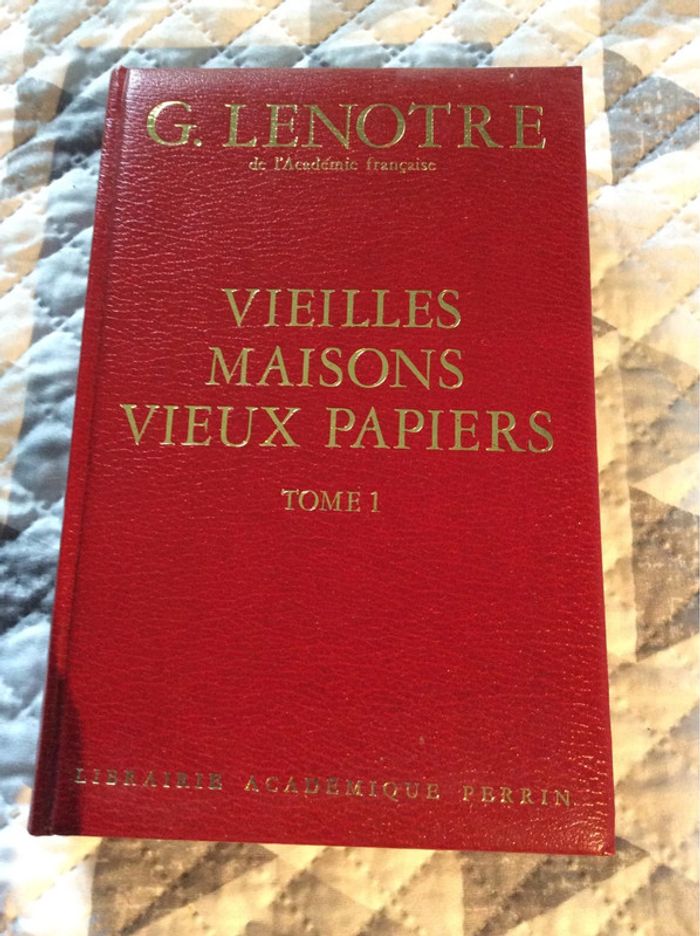 G. LENOTRE
de l'Académie française
VIEILLES
MAISONS
VIEUX PAPIERS
TOME 1
LIBRAIRIE ACADÉMIQUE PERRIN